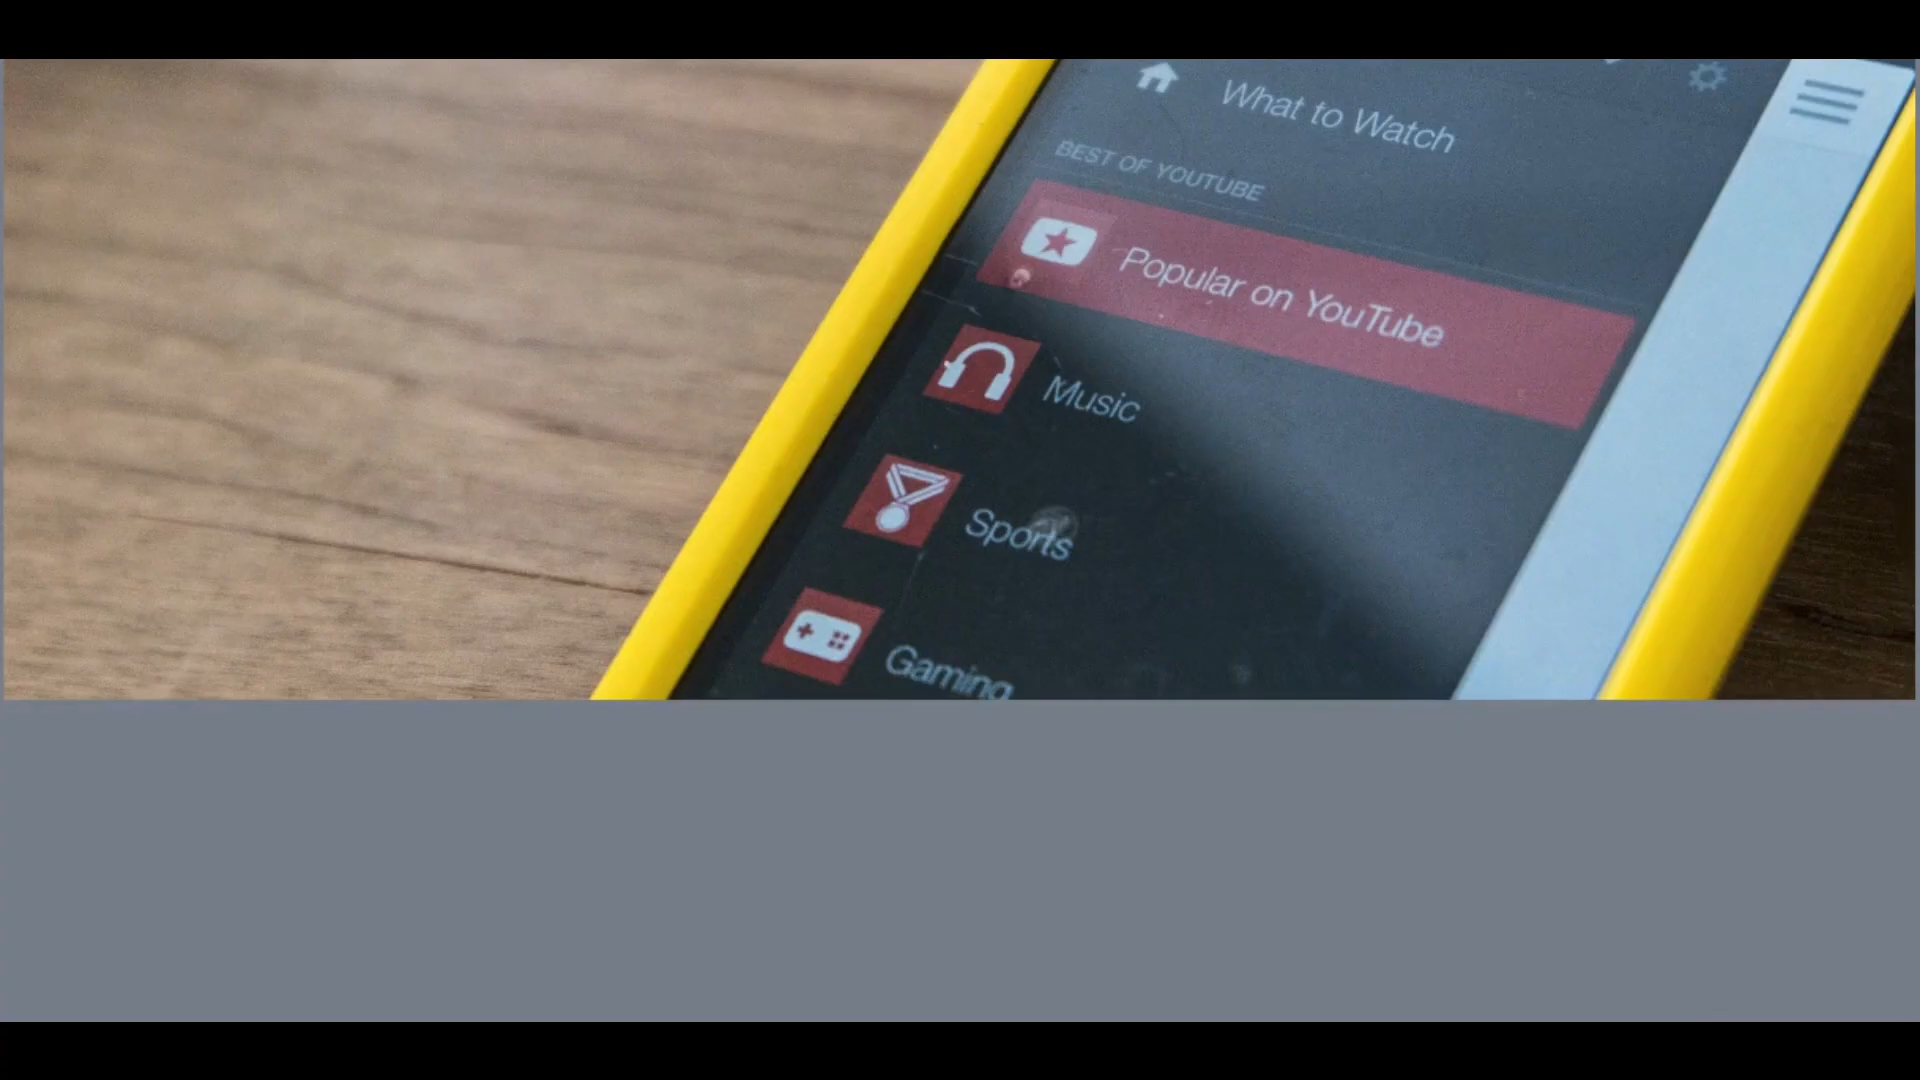 What to Watch
BEST OF YOUTUBE
Popular on YouTube
Music
Sports
Gaming